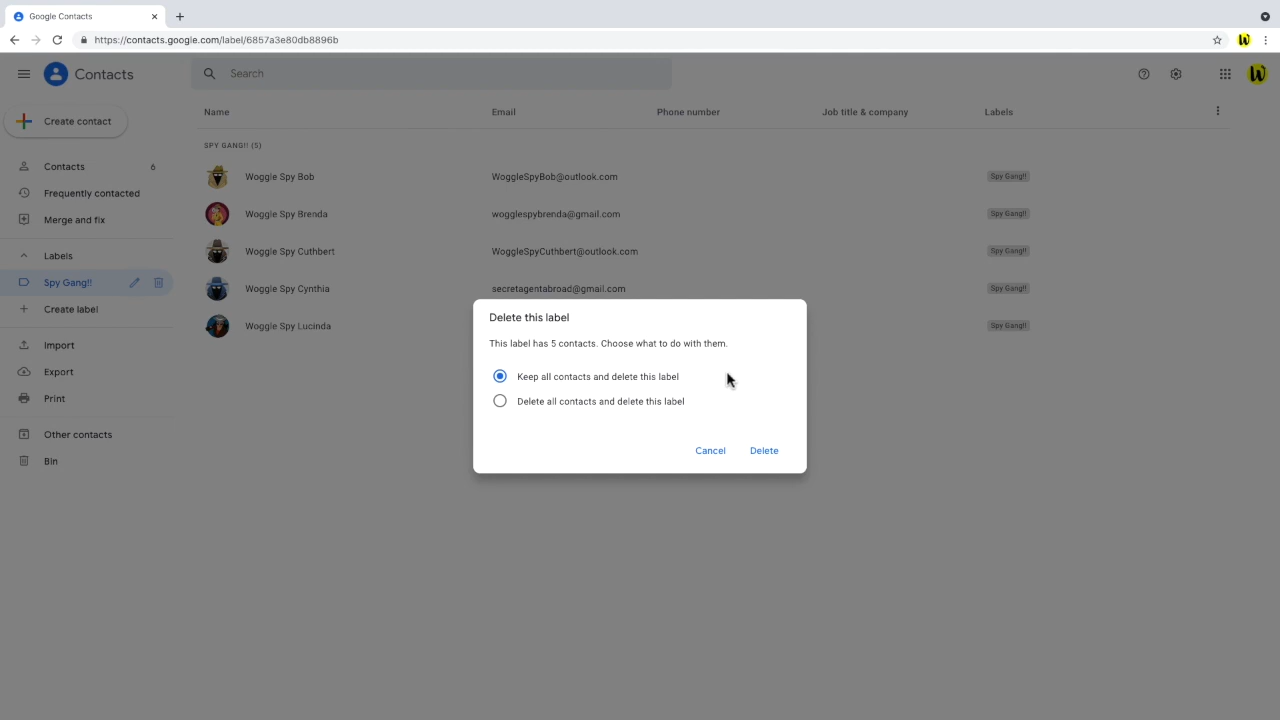 Google Contacts
https://contacts.google.com/label/6857a3e80db8896b
Contacts
Search
Create contact
Name Email Phone number Job title & company Labels
SPY GANG!! (5)
Contacts 6
Woggle Spy Bob WoggleSpyBob@outlook.com Spy Gang!!
Frequently contacted
Woggle Spy Brenda wogglespybrenda@gmail.com Spy Gang!!
Merge and fix
Woggle Spy Cuthbert WoggleSpyCuthbert@outlook.com Spy Gang!!
Labels
Spy Gang!!
Woggle Spy Cynthia secretagentabroad@gmail.com Spy Gang!!
Create label
Woggle Spy Lucinda Spy Gang!!
Import
Export
Print
Other contacts
Bin
Delete this label
This label has 5 contacts. Choose what to do with them.
Keep all contacts and delete this label
Delete all contacts and delete this label
Cancel Delete